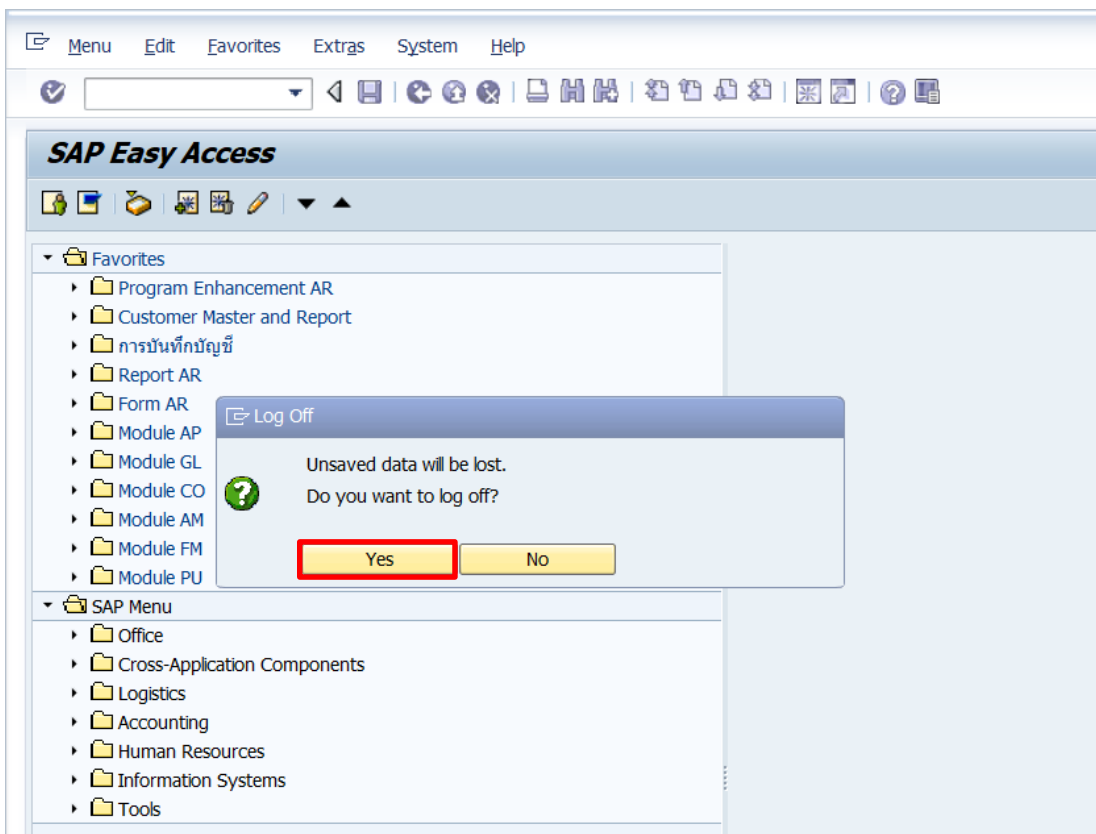 Menu Edit Favorites Extras System Help
SAP Easy Access
Favorites
Program Enhancement AR
Customer Master and Report
การบันทึกบัญชี
Report AR
Form AR
Module AP
Module GL
Module CO
Module AM
Module FM
Module PU
Log Off
Unsaved data will be lost.
Do you want to log off?
Yes No
SAP Menu
Office
Cross-Application Components
Logistics
Accounting
Human Resources
Information Systems
Tools